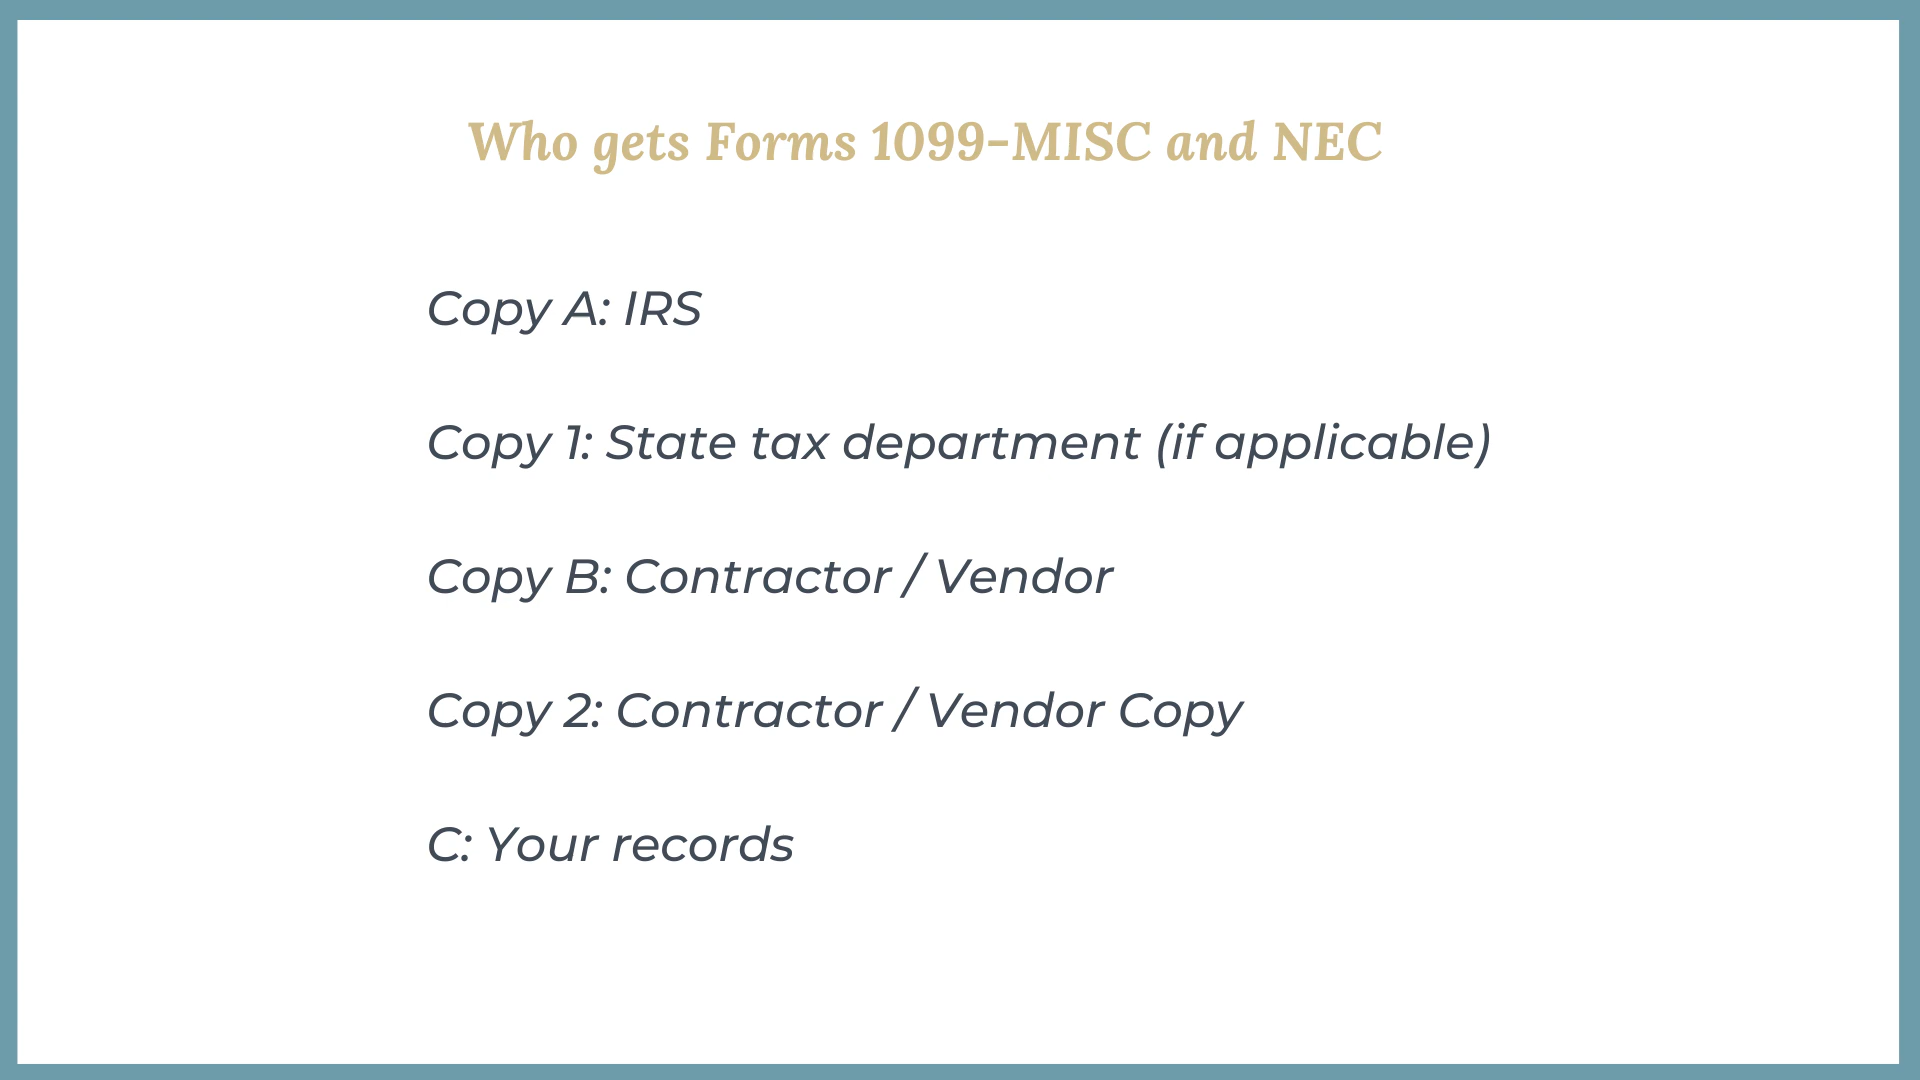 Who gets Forms 1099-MISC and NEC
Copy A: IRS
Copy 1: State tax department (if applicable)
Copy B: Contractor / Vendor
Copy 2: Contractor / Vendor Copy
C: Your records